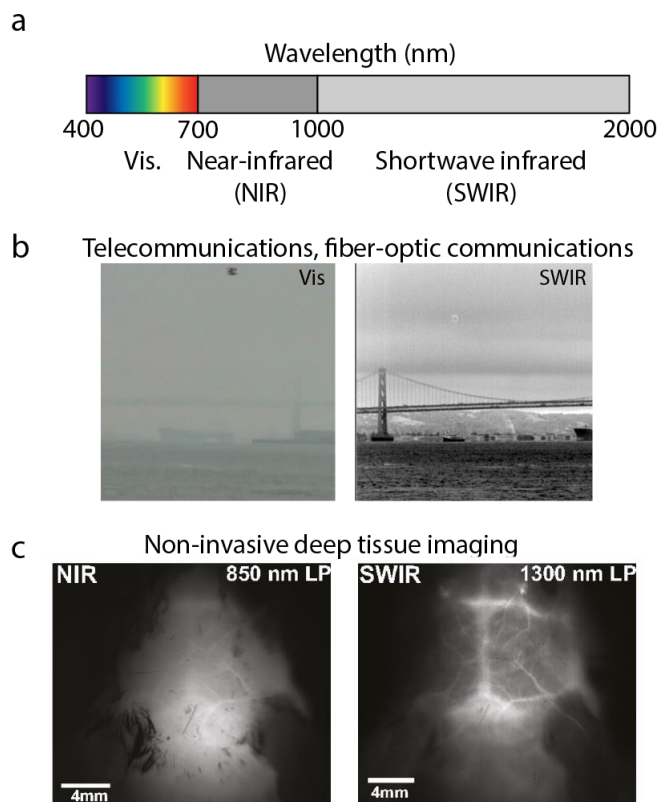 a
Wavelength (nm)
400 700 1000 2000
Vis. Near-infrared Shortwave infrared
(NIR) (SWIR)
b Telecommunications, fiber-optic communications
Vis SWIR
c Non-invasive deep tissue imaging
NIR 850 nm LP SWIR 1300 nm LP
4mm 4mm